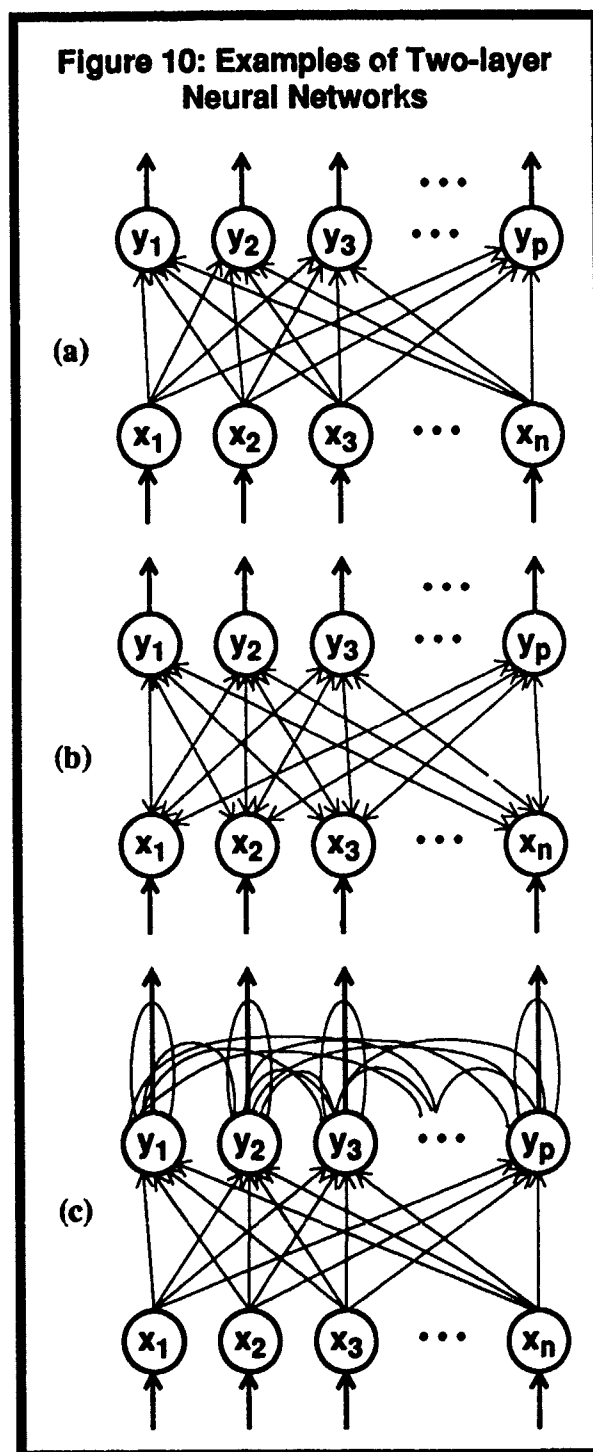 Figure 10: Examples of Two-layer
Neural Networks
• • •
y1 y2 y3 • • • yp
(a)
x1 x2 x3 • • • xn
• • •
y1 y2 y3 • • • yp
(b)
x1 x2 x3 • • • xn
y1 y2 y3 • • • yp
(c)
x1 x2 x3 • • • xn